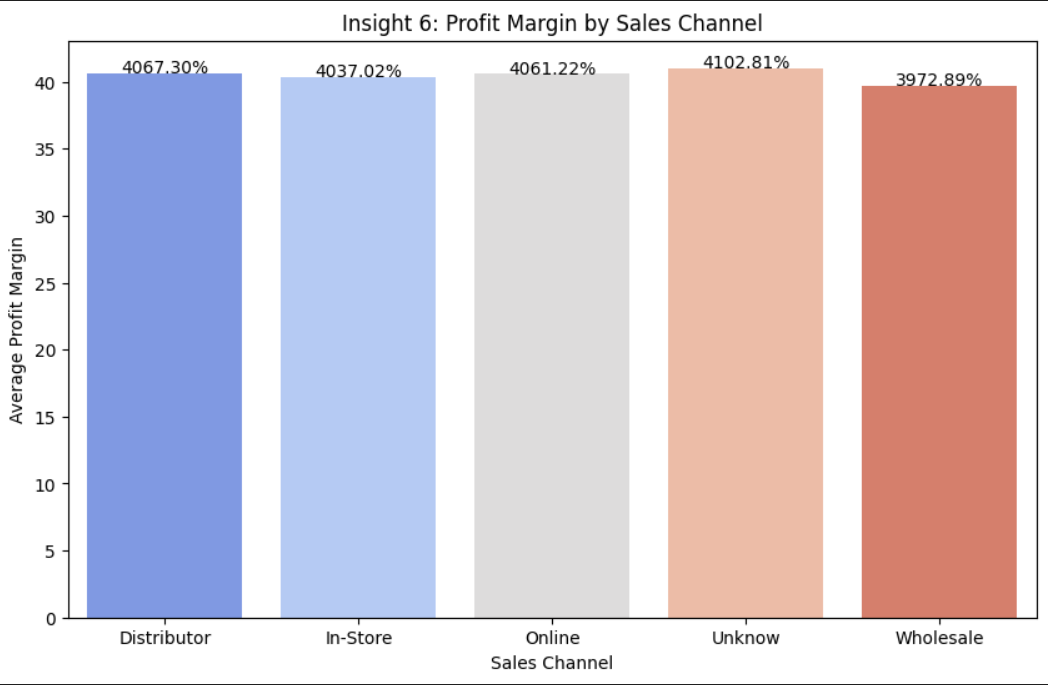 Insight 6: Profit Margin by Sales Channel
4067.30%
4037.02%
4061.22%
4102.81%
3972.89%
40
35
30
25
20
15
10
5
0
Average Profit Margin
Distributor
In-Store
Online
Unknow
Wholesale
Sales Channel